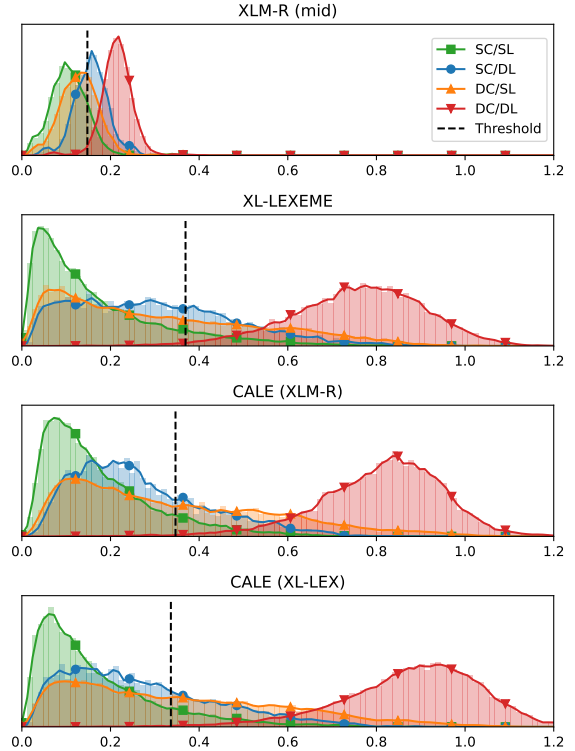 XLM-R (mid)
SC/SL
SC/DL
DC/SL
DC/DL
Threshold
0.0 0.2 0.4 0.6 0.8 1.0 1.2
XL-LEXEME
0.0 0.2 0.4 0.6 0.8 1.0 1.2
CALE (XLM-R)
0.0 0.2 0.4 0.6 0.8 1.0 1.2
CALE (XL-LEX)
0.0 0.2 0.4 0.6 0.8 1.0 1.2